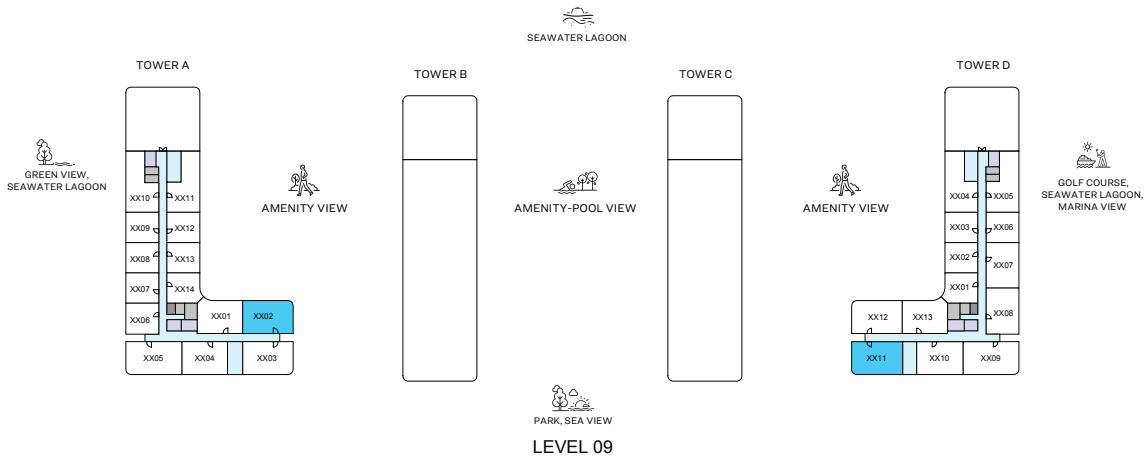 SEAWATER LAGOON
TOWER A
TOWER B
TOWER C
TOWER D
GREEN VIEW,
SEAWATER LAGOON
AMENITY VIEW
AMENITY-POOL VIEW
AMENITY VIEW
GOLF COURSE,
SEAWATER LAGOON,
MARINA VIEW
XX10 XX11
XX09 XX12
XX08 XX13
XX07 XX14
XX06 XX01 XX02
XX05 XX04 XX03
XX04 XX05
XX03 XX06
XX02 XX07
XX01
XX12 XX13 XX08
XX11 XX10 XX09
PARK, SEA VIEW
LEVEL 09